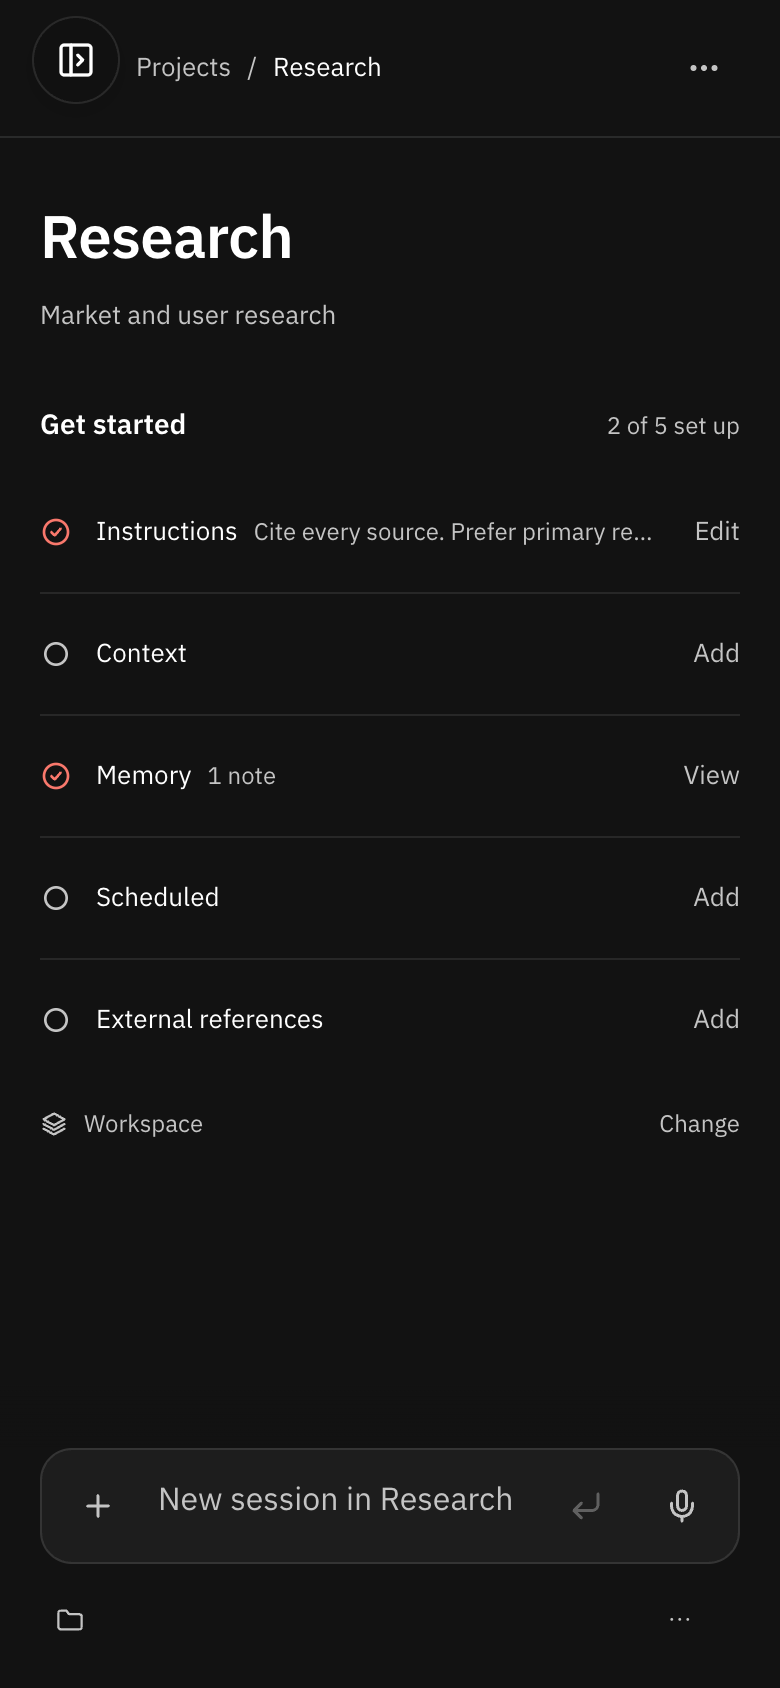 Projects / Research
Research
Market and user research
Get started 2 of 5 set up
Instructions Cite every source. Prefer primary re... Edit
Context Add
Memory 1 note View
Scheduled Add
External references Add
Workspace Change
New session in Research